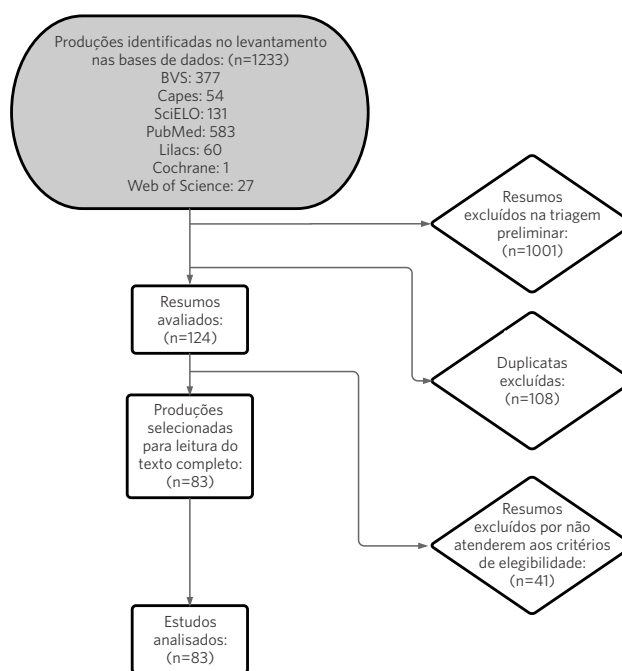 Produções identificadas no levantamento
nas bases de dados: (n=1233)
BVS: 377
Capes: 54
SciELO: 131
PubMed: 583
Lilacs: 60
Cochrane: 1
Web of Science: 27
Resumos
excluídos na triagem
preliminar:
(n=1001)
Resumos
avaliados:
(n=124)
Duplicatas
excluídas:
(n=108)
Produções
selecionadas
para leitura do
texto completo:
(n=83)
Resumos
excluídos por não
atenderem aos critérios
de elegibilidade:
(n=41)
Estudos
analisados:
(n=83)